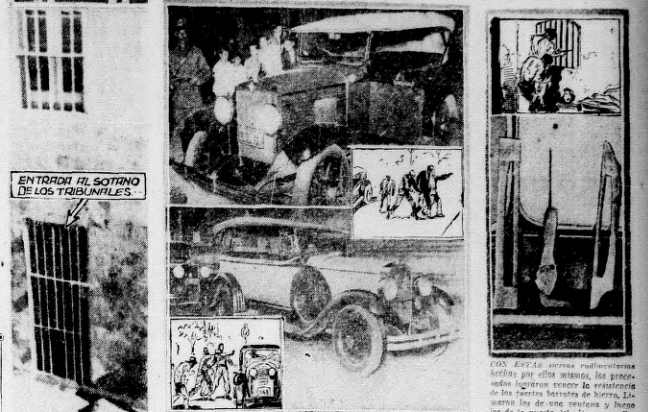 ENTRADA AL SOTANO
DE LOS TRIBUNALES..
CON ESTAS sierras rudimentarias
hechas por ellos mismos, los proce-
sados lograron vencer la resistencia
de los fuertes barrotes de hierro. Li-
maron los de una ventana y luego